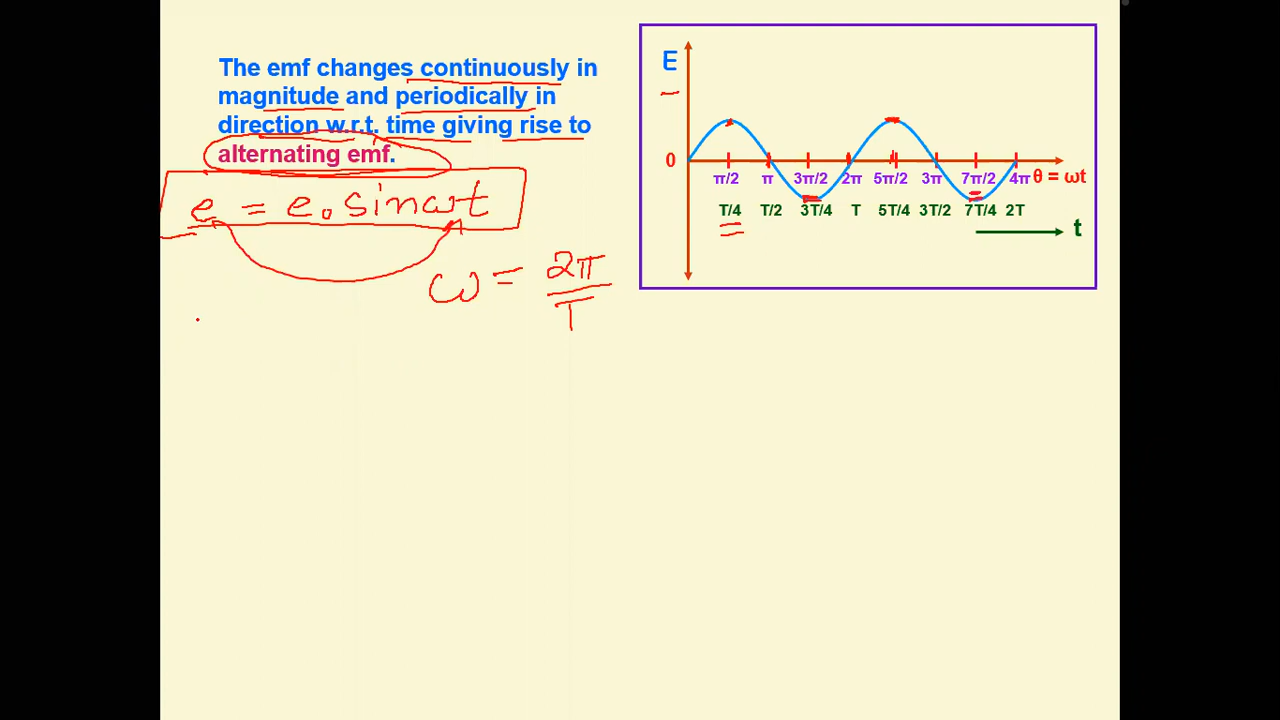 The emf changes continuously in
magnitude and periodically in
direction w.r.t. time giving rise to
alternating emf.
e = e₀ sinωt
ω = 2π/T
E
0
π/2 π 3π/2 2π 5π/2 3π 7π/2 4π θ = ωt
T/4 T/2 3T/4 T 5T/4 3T/2 7T/4 2T
t